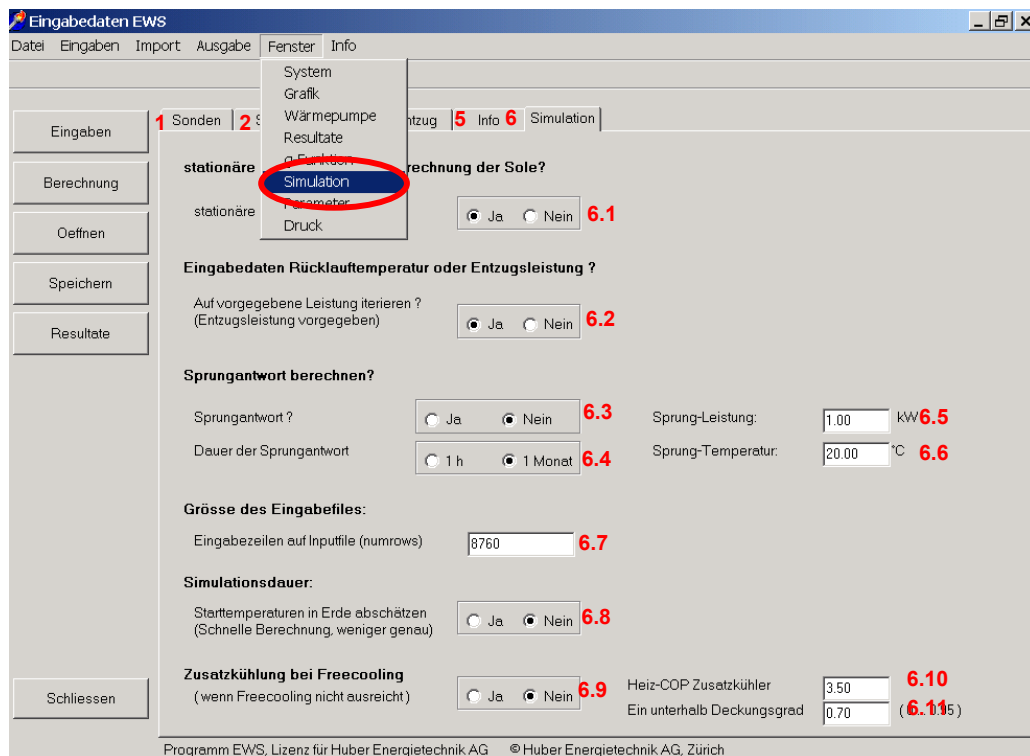 Eingabedaten EWS
Datei Eingaben Import Ausgabe Fenster Info
System
Grafik
Wärmepumpe
Resultate
g-Funktion
Simulation
Parameter
Druck
Eingaben
Berechnung
Oeffnen
Speichern
Resultate
Schliessen
1 Sonden 2 S ntzug 5 Info 6 Simulation
stationäre rechnung der Sole?
stationäre Ja Nein 6.1
Eingabedaten Rücklauftemperatur oder Entzugsleistung ?
Auf vorgegebene Leistung iterieren ?
(Entzugsleistung vorgegeben) Ja Nein 6.2
Sprungantwort berechnen?
Sprungantwort ? Ja Nein 6.3 Sprung-Leistung: 1.00 kW 6.5
Dauer der Sprungantwort 1 h 1 Monat 6.4 Sprung-Temperatur: 20.00 °C 6.6
Grösse des Eingabefiles:
Eingabezeilen auf Inputfile (numrows) 8760 6.7
Simulationsdauer:
Starttemperaturen in Erde abschätzen
(Schnelle Berechnung, weniger genau) Ja Nein 6.8
Zusatzkühlung bei Freecooling
(wenn Freecooling nicht ausreicht) Ja Nein 6.9
Heiz-COP Zusatzkühler 3.50 6.10
Ein unterhalb Deckungsgrad 0.70 6.11
Programm EWS, Lizenz für Huber Energietechnik AG © Huber Energietechnik AG, Zürich